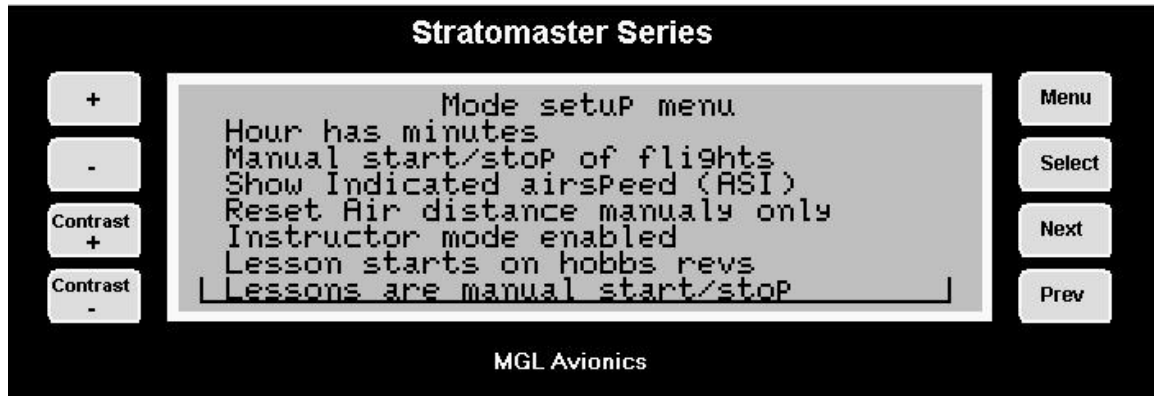 Stratomaster Series
+
-
Contrast
+
Contrast
-
Mode setup menu
Hour has minutes
Manual start/stop of flights
Show Indicated airspeed (ASI)
Reset Air distance manualy only
Instructor mode enabled
Lesson starts on hobbs revs
Lessons are manual start/stop
Menu
Select
Next
Prev
MGL Avionics